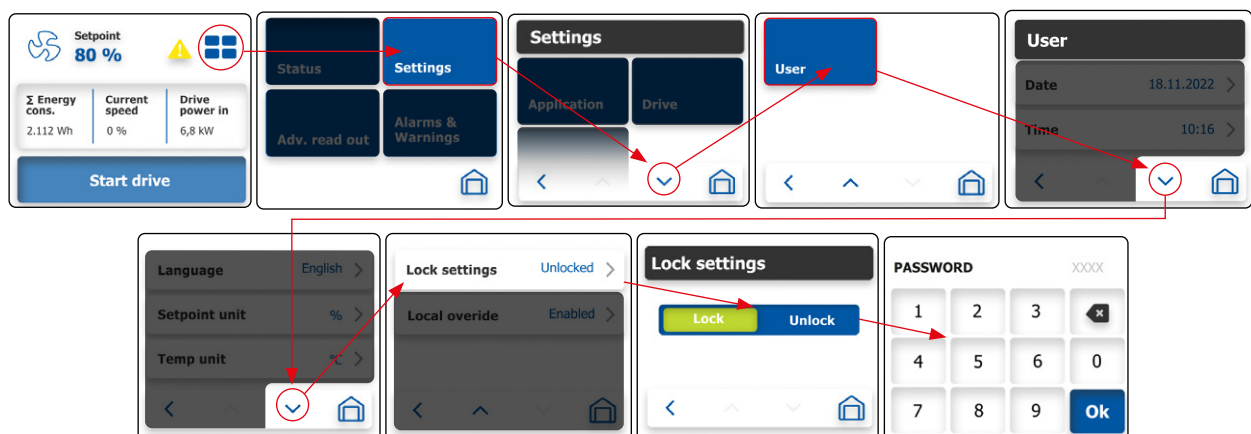 Setpoint
80 %
Σ Energy cons.
Current speed
Drive power in
2.112 Wh
0 %
6,8 kW
Start drive
Status
Settings
Adv. read out
Alarms & Warnings
Settings
Application
Drive
User
User
Date
18.11.2022
Time
10:16
Language
English
Setpoint unit
%
Temp unit
°C
Lock settings
Unlocked
Local overide
Enabled
Lock settings
Lock
Unlock
PASSWORD
XXXX
1
2
3
4
5
6
0
7
8
9
Ok